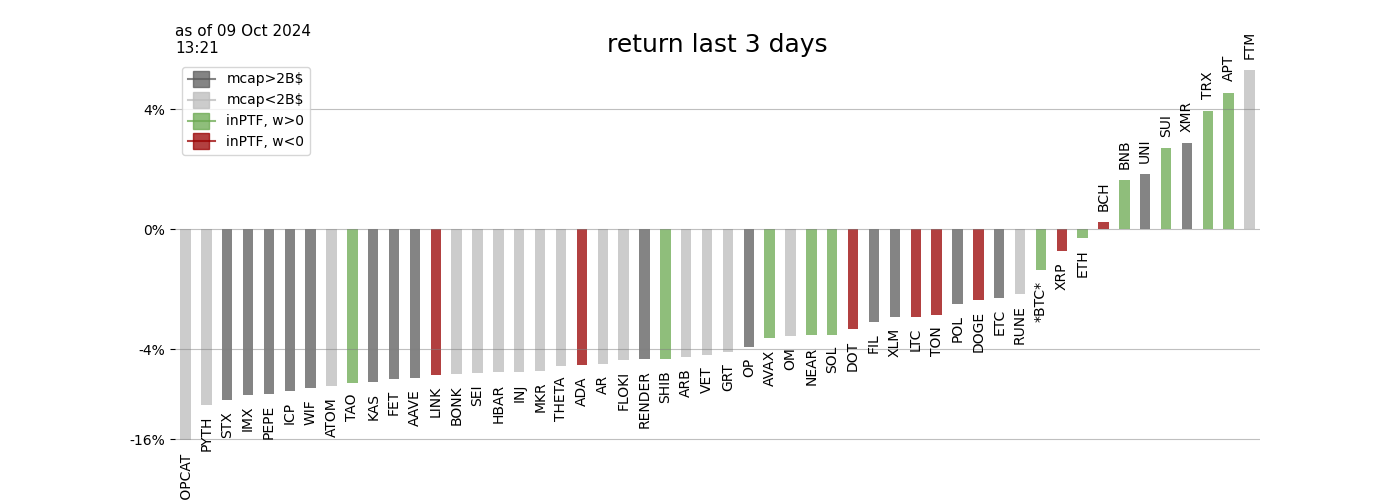 as of 09 Oct 2024
13:21
return last 3 days
mcap>2B$
mcap<2B$
inPTF, w>0
inPTF, w<0
4%
0%
-4%
-16%
OPCAT
PYTH
STX
IMX
PEPE
ICP
WIF
ATOM
TAO
KAS
FET
AAVE
LINK
BONK
SEI
HBAR
INJ
MKR
THETA
ADA
AR
FLOKI
RENDER
SHIB
ARB
VET
GRT
OP
AVAX
OM
NEAR
SOL
DOT
FIL
XLM
LTC
TON
POL
DOGE
ETC
RUNE
*BTC*
XRP
ETH
BCH
BNB
UNI
SUI
XMR
TRX
APT
FTM